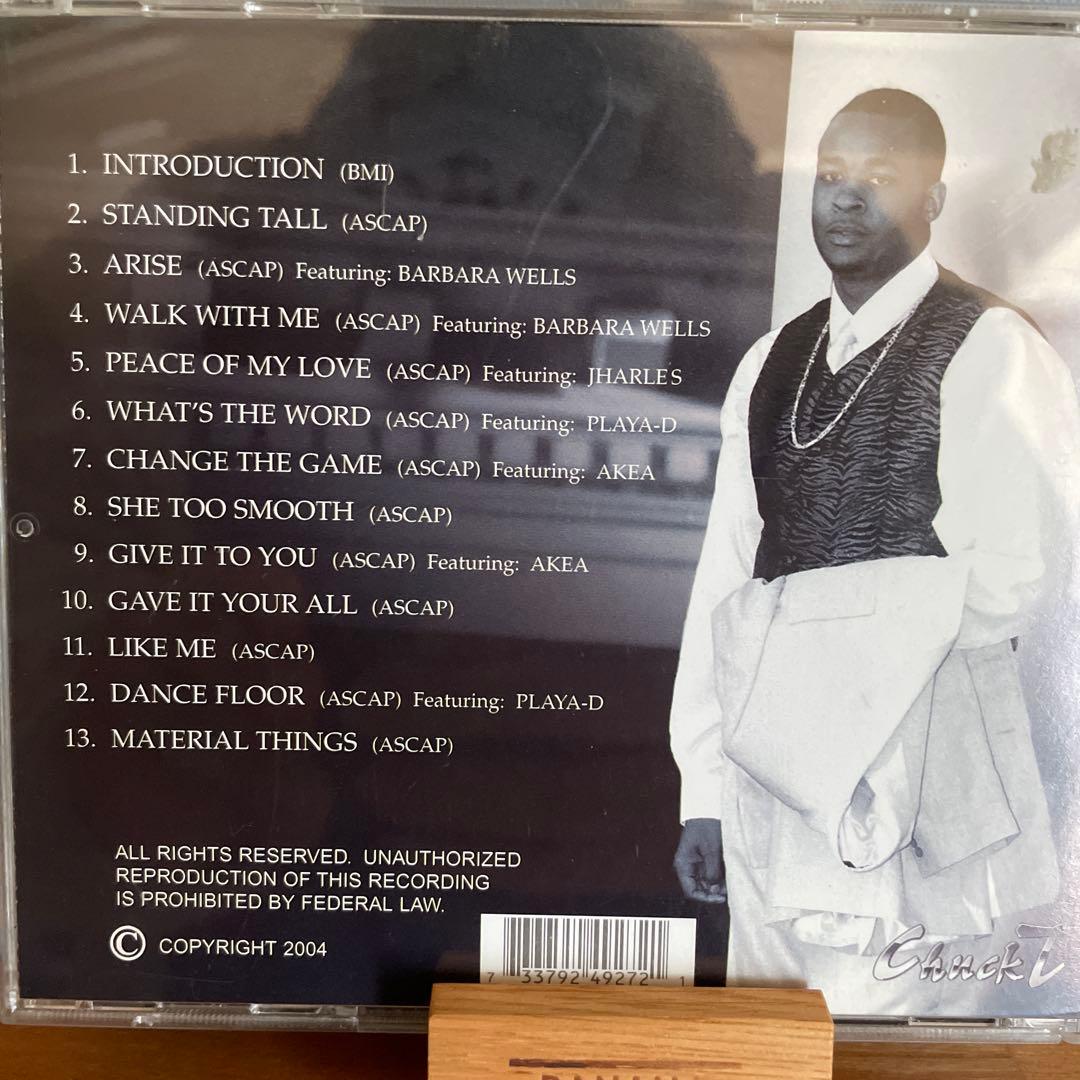 1. INTRODUCTION (BMI)
2. STANDING TALL (ASCAP)
3. ARISE (ASCAP) Featuring: BARBARA WELLS
4. WALK WITH ME (ASCAP) Featuring: BARBARA WELLS
5. PEACE OF MY LOVE (ASCAP) Featuring: JHARLES
6. WHAT'S THE WORD (ASCAP) Featuring: PLAYA-D
7. CHANGE THE GAME (ASCAP) Featuring: AKEA
8. SHE TOO SMOOTH (ASCAP)
9. GIVE IT TO YOU (ASCAP) Featuring: AKEA
10. GAVE IT YOUR ALL (ASCAP)
11. LIKE ME (ASCAP)
12. DANCE FLOOR (ASCAP) Featuring: PLAYA-D
13. MATERIAL THINGS (ASCAP)
ALL RIGHTS RESERVED. UNAUTHORIZED
REPRODUCTION OF THIS RECORDING
IS PROHIBITED BY FEDERAL LAW.
© COPYRIGHT 2004
7 33792 49272 1
Chuck T